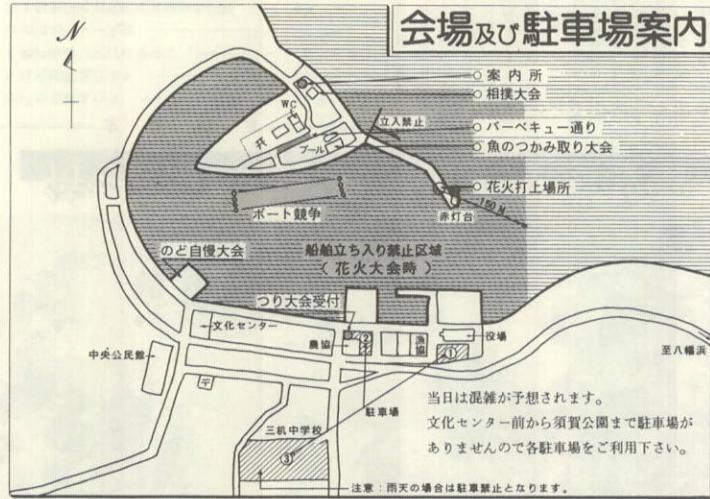 会場及び駐車場案内
N
案内所
相撲大会
WC
立入禁止
バーベキュー通り
プール
魚のつかみ取り大会
花火打上場所
150M
赤灯台
ボート競争
のど自慢大会
船舶立ち入り禁止区域
(花火大会時)
つり大会受付
文化センター
農協
②
漁協
役場
①
中央公民館
至八幡浜
〒
駐車場
当日は混雑が予想されます。
文化センター前から須賀公園まで駐車場が
ありませんので各駐車場をご利用下さい。
三机中学校
③
注意:雨天の場合は駐車禁止となります。